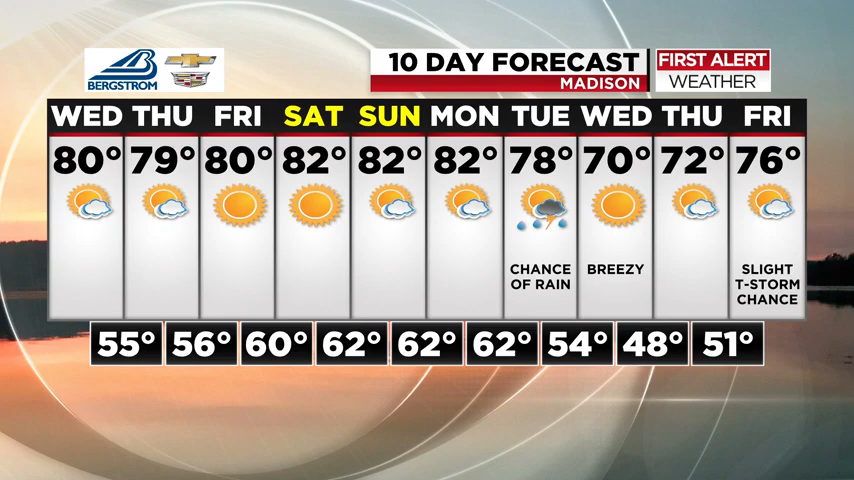 BERGSTROM
10 DAY FORECAST
MADISON
FIRST ALERT
WEATHER
WED THU FRI SAT SUN MON TUE WED THU FRI
80° 79° 80° 82° 82° 82° 78° 70° 72° 76°
CHANCE
OF RAIN
BREEZY
SLIGHT
T-STORM
CHANCE
55° 56° 60° 62° 62° 62° 54° 48° 51°